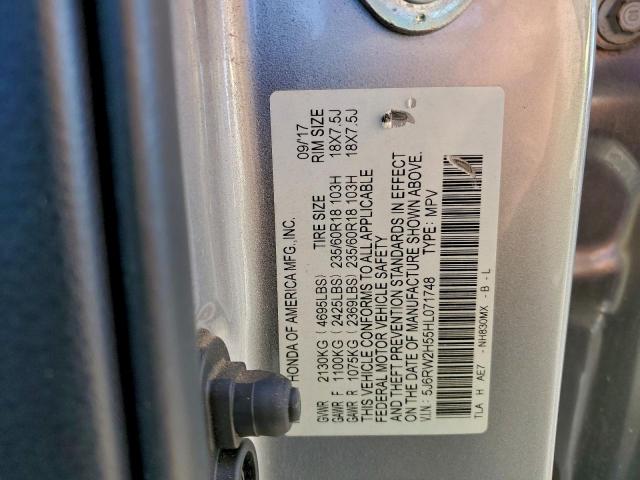 HONDA OF AMERICA MFG., INC. 09/17
TIRE SIZE RIM SIZE
GVWR 2130KG ( 4695LBS)
GAWR F 1100KG ( 2425LBS) 235/60R18 103H 18X7.5J
GAWR R 1075KG ( 2369LBS) 235/60R18 103H 18X7.5J
THIS VEHICLE CONFORMS TO ALL APPLICABLE
FEDERAL MOTOR VEHICLE SAFETY
AND THEFT PREVENTION STANDARDS IN EFFECT
ON THE DATE OF MANUFACTURE SHOWN ABOVE.
V.I.N.: 5J6RW2H55HL071748 TYPE: MPV
TLA H AE7 - NH830MX - B - L